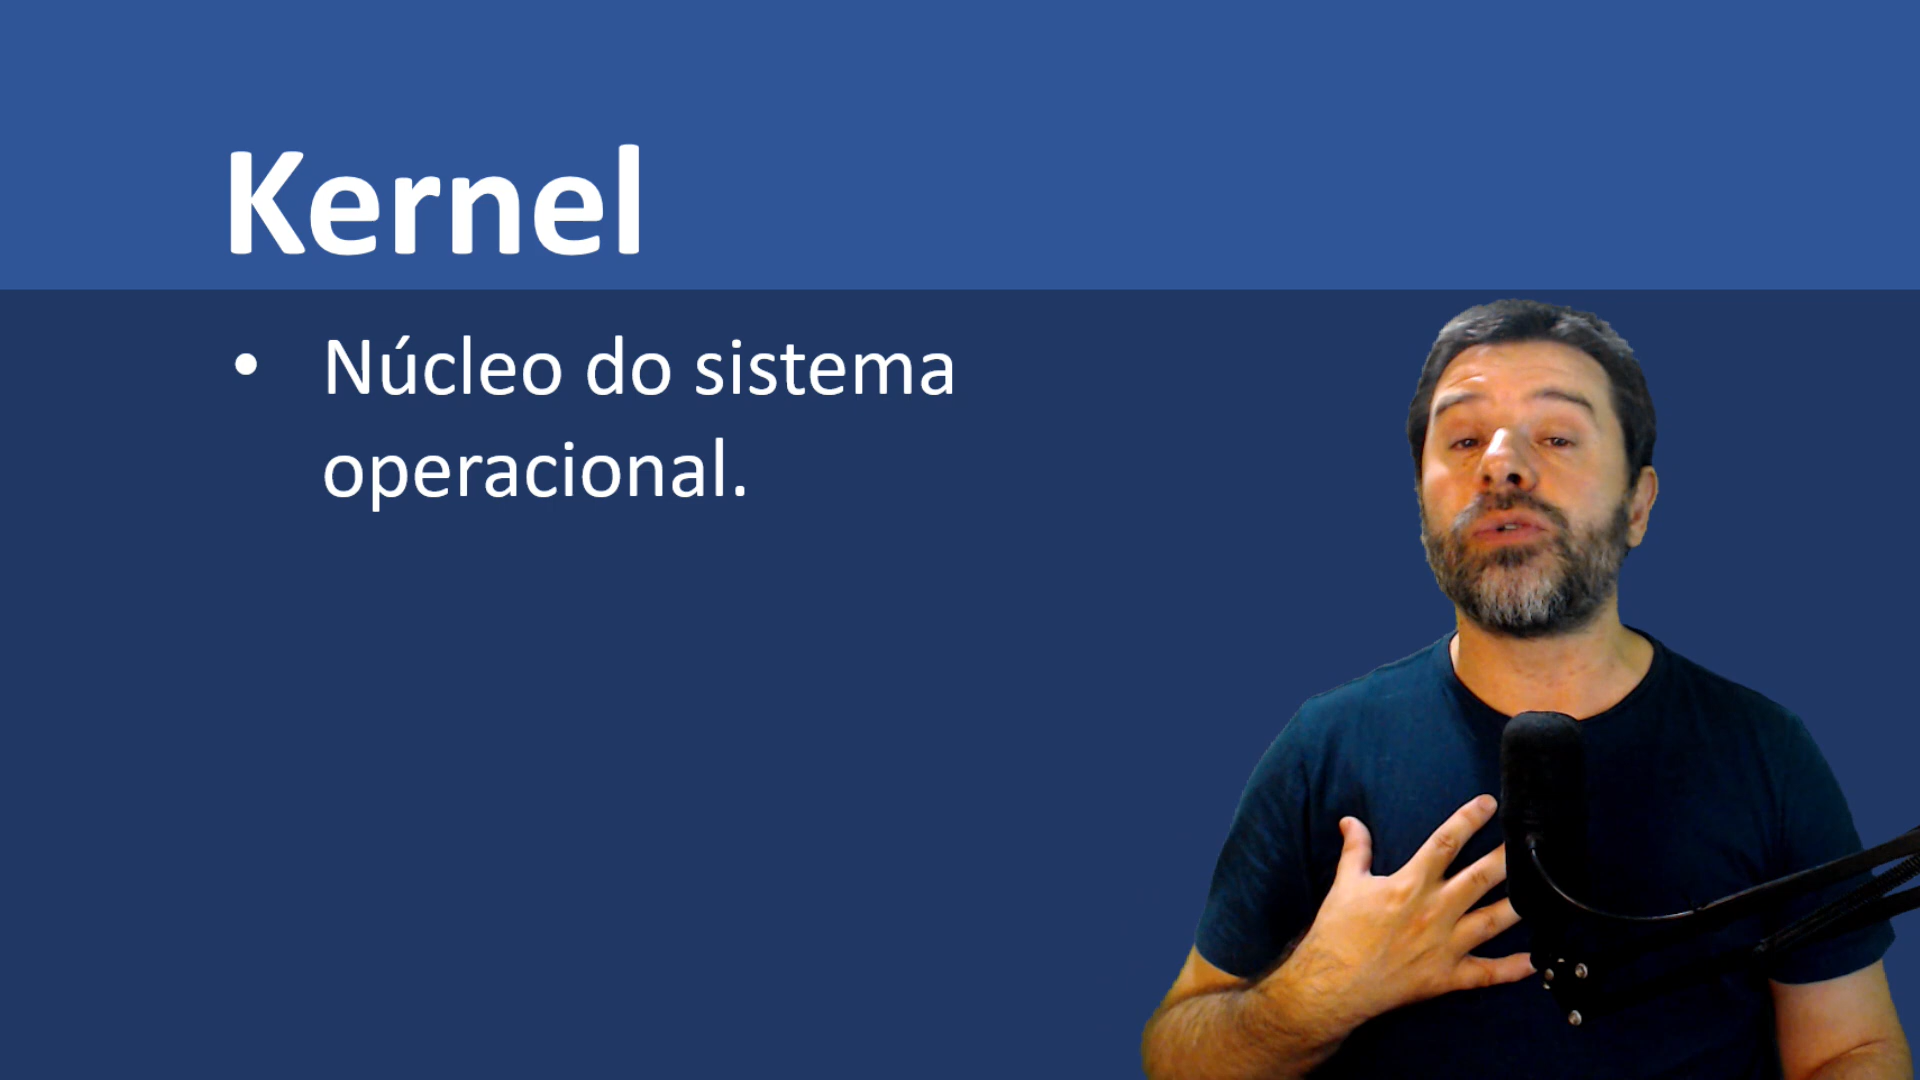 Kernel
• Núcleo do sistema
operacional.